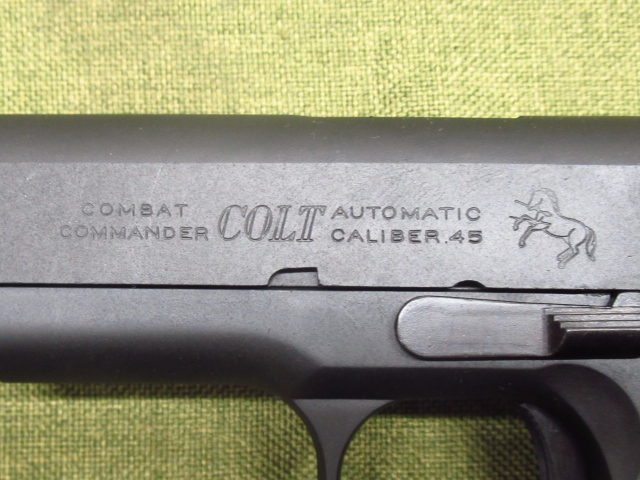 COMBAT
COMMANDER
COLT
AUTOMATIC
CALIBER .45